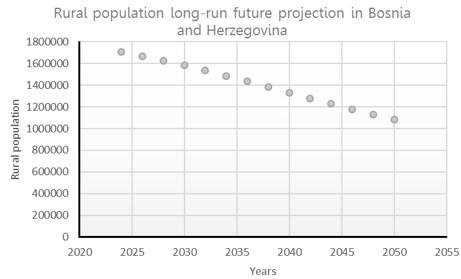 Rural population long-run future projection in Bosnia
and Herzegovina
Rural population
1800000
1600000
1400000
1200000
1000000
800000
600000
400000
200000
0
2020 2025 2030 2035 2040 2045 2050 2055
Years